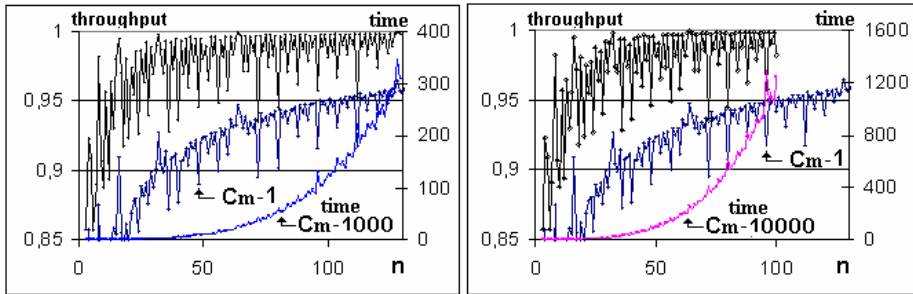 throughput time
1 400
0,95 300
200
0,9 100
0,85 0
Cm-1
time
Cm-1000
0 50 100 n
throughput time
1 1600
1200
0,95
800
0,9 400
0,85 0
Cm-1
time
Cm-10000
0 50 100 n